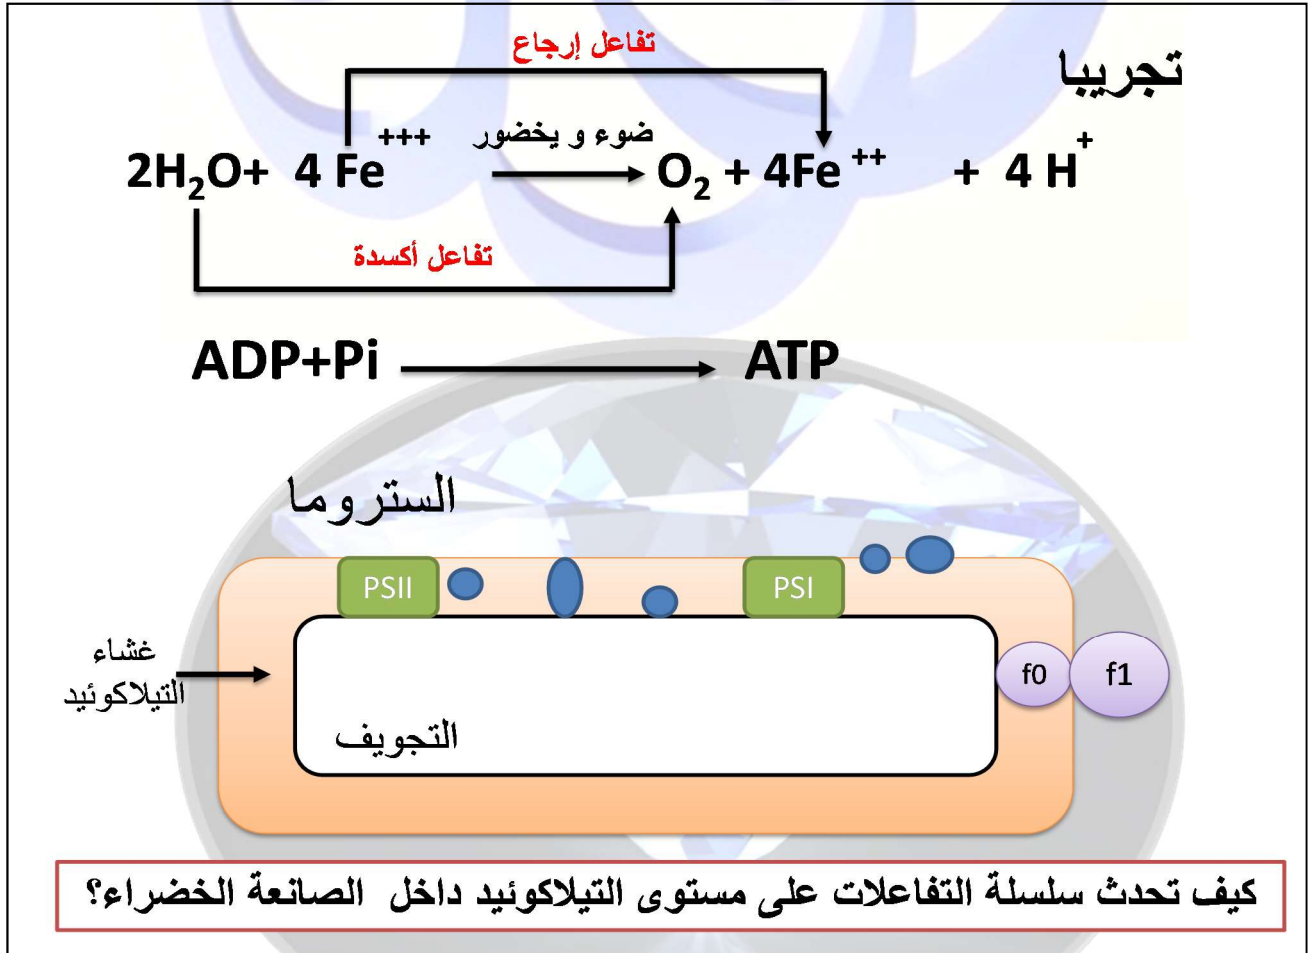 تجريبا
تفاعل إرجاع
2H₂O+ 4 Fe⁺⁺⁺ ضوء و يخضور → O₂ + 4Fe⁺⁺ + 4 H⁺
تفاعل أكسدة
ADP+Pi → ATP
الستروما
PSII
PSI
غشاء
التيلاكوئيد
f0
f1
التجويف
كيف تحدث سلسلة التفاعلات على مستوى التيلاكوئيد داخل الصانعة الخضراء؟